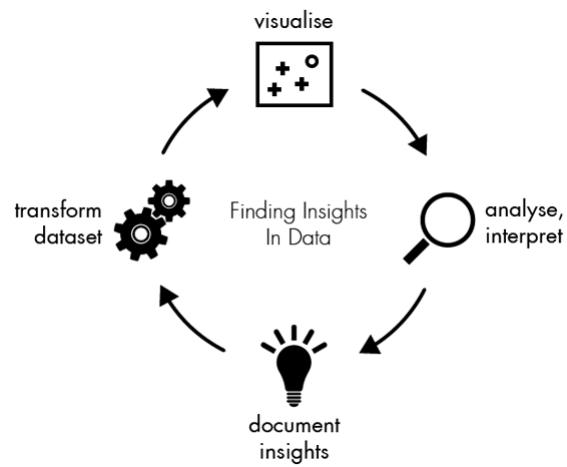 visualise
analyse,
interpret
document
insights
transform
dataset
Finding Insights
In Data